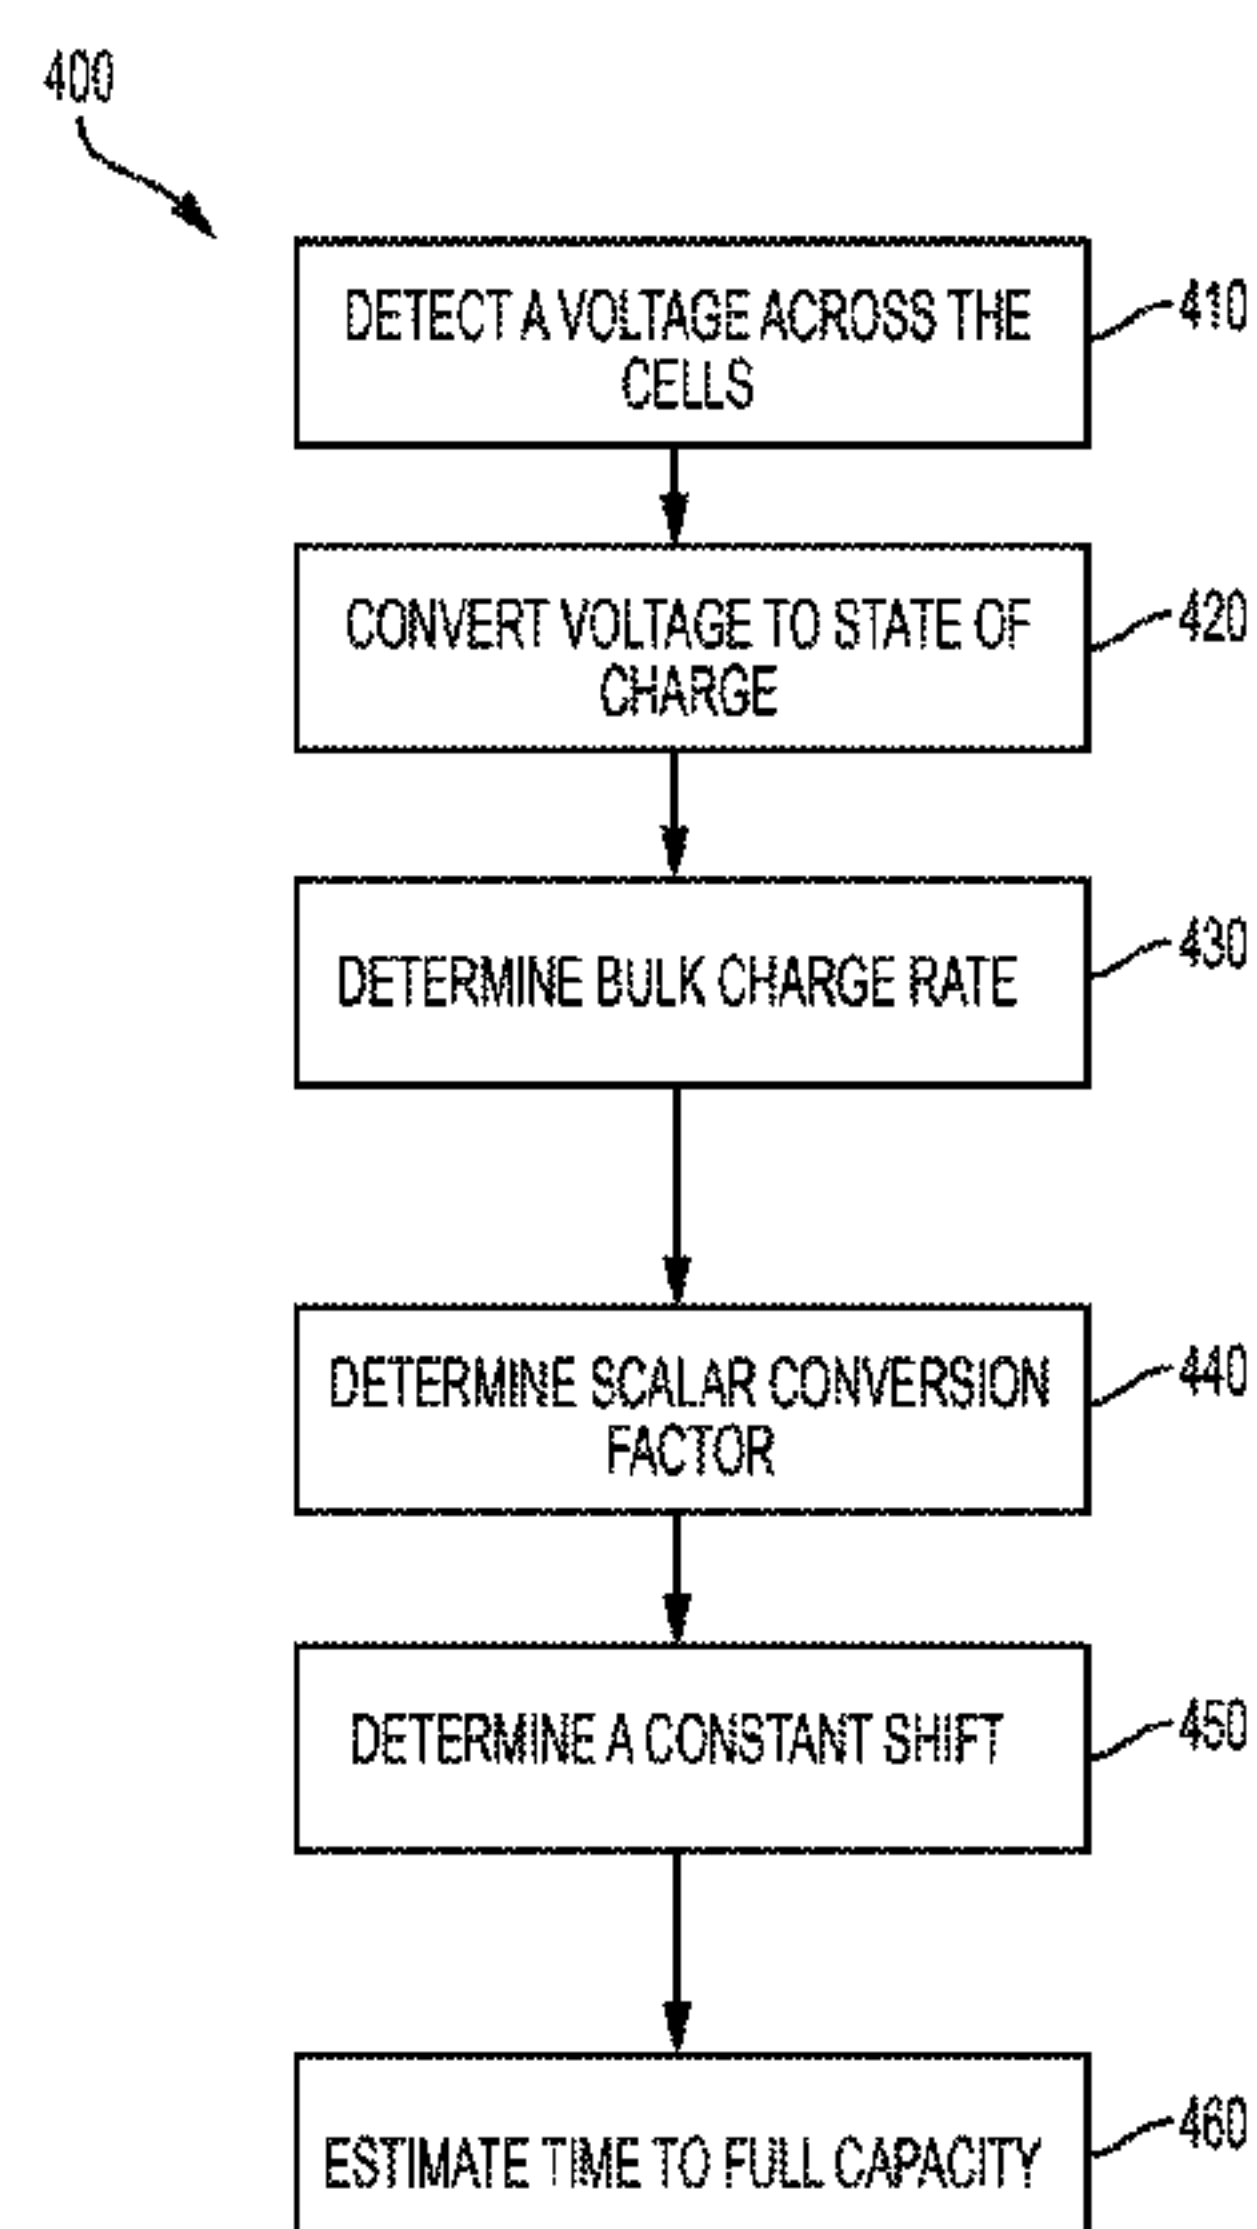 400
DETECT A VOLTAGE ACROSS THE
CELLS
410
CONVERT VOLTAGE TO STATE OF
CHARGE
420
DETERMINE BULK CHARGE RATE
430
DETERMINE SCALAR CONVERSION
FACTOR
440
DETERMINE A CONSTANT SHIFT
450
ESTIMATE TIME TO FULL CAPACITY
460